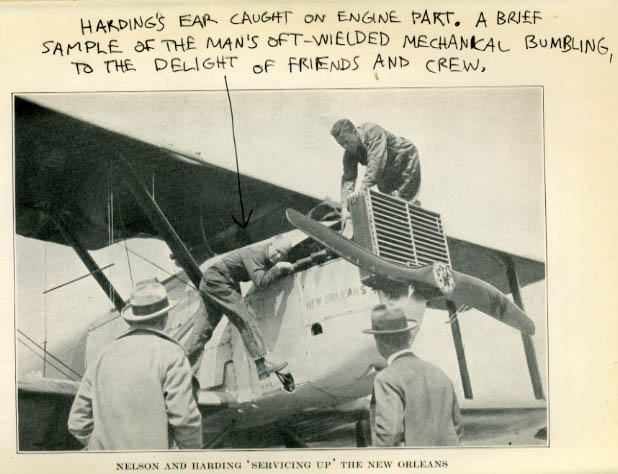 HARDING'S EAR CAUGHT ON ENGINE PART. A BRIEF
SAMPLE OF THE MAN'S OFT-WIELDED MECHANICAL BUMBLING,
TO THE DELIGHT OF FRIENDS AND CREW.
NEW ORLEANS
NELSON AND HARDING 'SERVICING UP' THE NEW ORLEANS